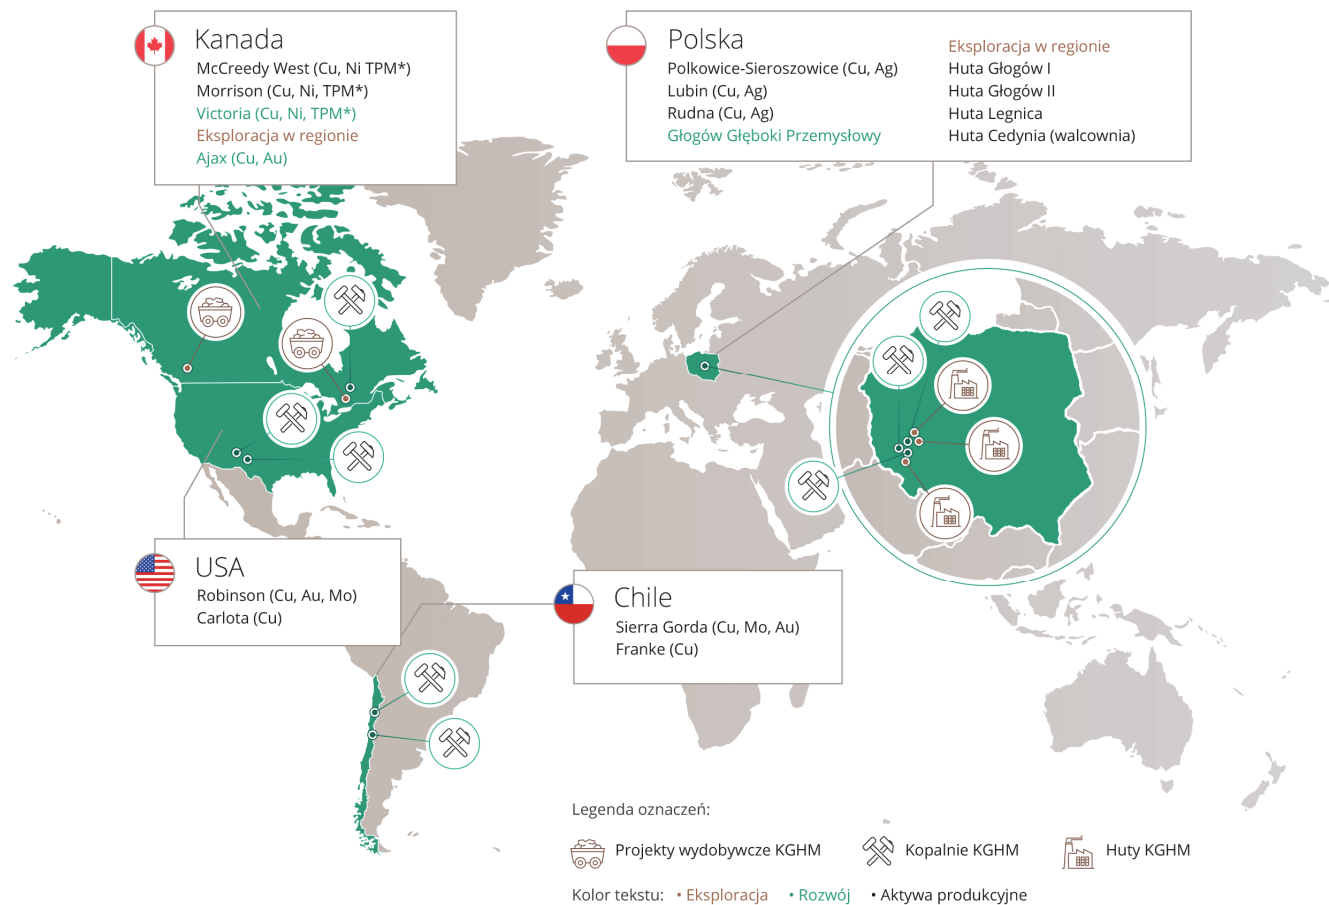 Kanada
McCreedy West (Cu, Ni TPM*)
Morrison (Cu, Ni, TPM*)
Victoria (Cu, Ni, TPM*)
Eksploracja w regionie
Ajax (Cu, Au)
Polska
Polkowice-Sieroszowice (Cu, Ag)
Lubin (Cu, Ag)
Rudna (Cu, Ag)
Głogów Głęboki Przemysłowy
Eksploracja w regionie
Huta Głogów I
Huta Głogów II
Huta Legnica
Huta Cedynia (walcownia)
USA
Robinson (Cu, Au, Mo)
Carlota (Cu)
Chile
Sierra Gorda (Cu, Mo, Au)
Franke (Cu)
Legenda oznaczeń:
Projekty wydobywcze KGHM
Kopalnie KGHM
Huty KGHM
Kolor tekstu: • Eksploracja • Rozwój • Aktywa produkcyjne